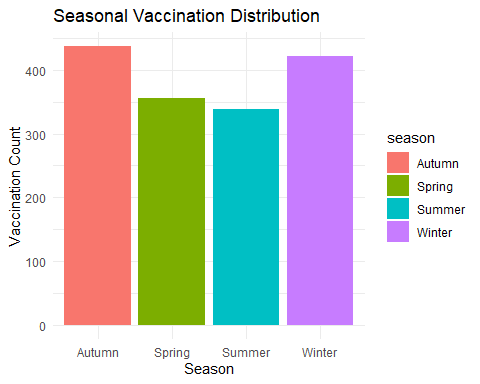 Seasonal Vaccination Distribution
Vaccination Count
400
300
200
100
0
Autumn Spring Summer Winter
Season
season
Autumn
Spring
Summer
Winter